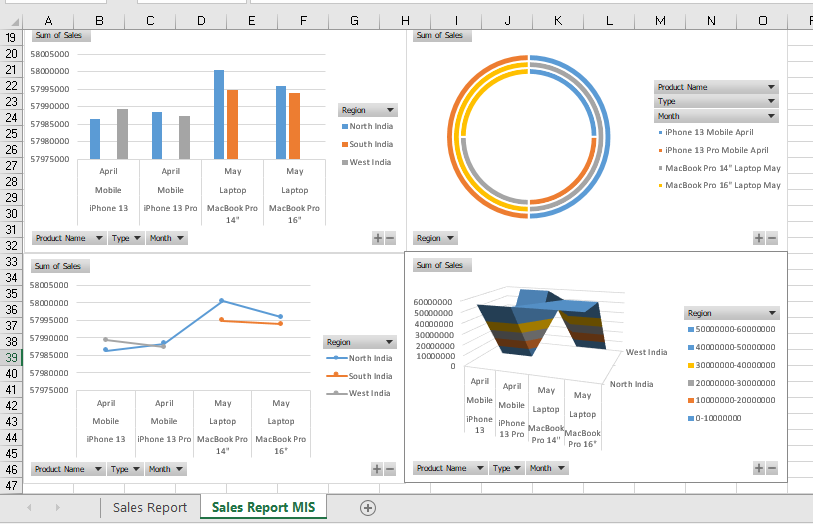 A B C D E F G H I J K L M N O
19
20
21
22
23
24
25
26
27
28
29
30
31
32
33
34
35
36
37
38
39
40
41
42
43
44
45
46
47
Sum of Sales
58005000
58000000
57995000
57990000
57985000
57980000
57975000
April April May May
Mobile Mobile Laptop Laptop
iPhone 13 iPhone 13 Pro MacBook Pro 14" MacBook Pro 16"
Region
North India
South India
West India
Product Name Type Month
Sum of Sales
Product Name
Type
Month
iPhone 13 Mobile April
iPhone 13 Pro Mobile April
MacBook Pro 14" Laptop May
MacBook Pro 16" Laptop May
Region
Sum of Sales
58005000
58000000
57995000
57990000
57985000
57980000
57975000
April April May May
Mobile Mobile Laptop Laptop
iPhone 13 iPhone 13 Pro MacBook Pro 14" MacBook Pro 16"
Region
North India
South India
West India
Product Name Type Month
Sum of Sales
60000000
50000000
40000000
30000000
20000000
10000000
0
April April May May
Mobile Mobile Laptop Laptop
iPhone 13 iPhone 13 Pro MacBook Pro 14" MacBook Pro 16"
West India
North India
Region
50000000-60000000
40000000-50000000
30000000-40000000
20000000-30000000
10000000-20000000
0-10000000
Product Name Type Month
Sales Report Sales Report MIS